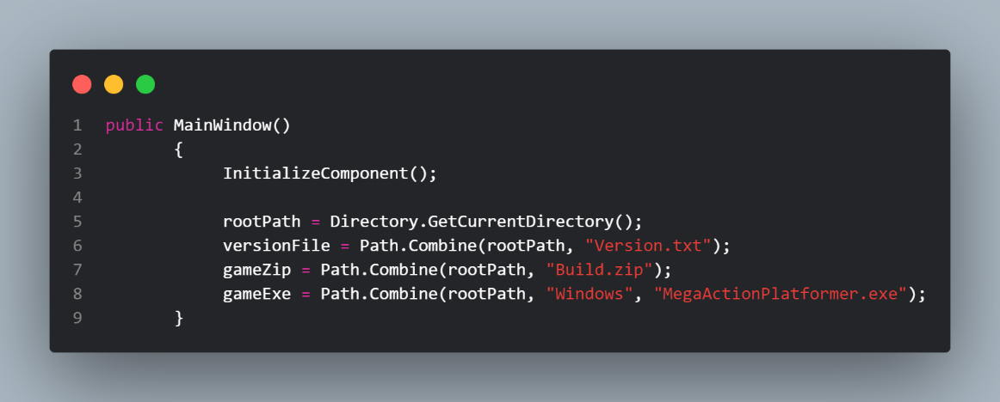 1 public MainWindow()
2 {
3 InitializeComponent();
4
5 rootPath = Directory.GetCurrentDirectory();
6 versionFile = Path.Combine(rootPath, "Version.txt");
7 gameZip = Path.Combine(rootPath, "Build.zip");
8 gameExe = Path.Combine(rootPath, "Windows", "MegaActionPlatformer.exe");
9 }